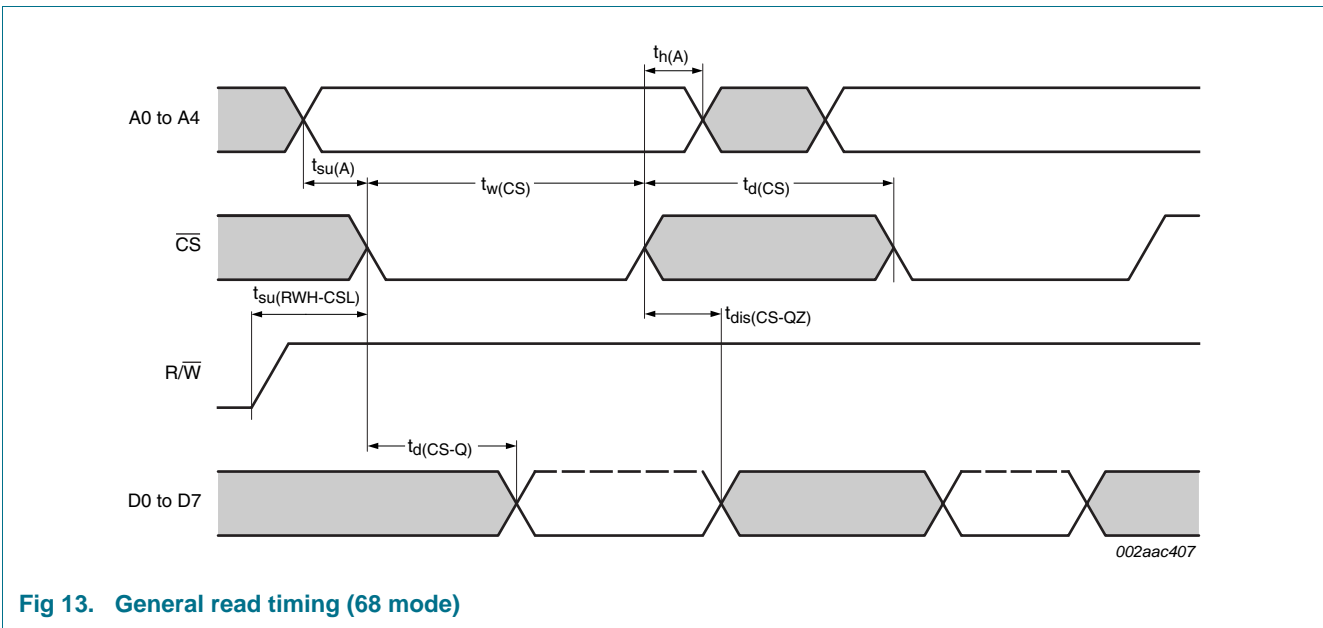 th(A)
A0 to A4
tsu(A)
tw(CS)
td(CS)
C̅S̅
tsu(RWH-CSL)
tdis(CS-QZ)
R/W̅
td(CS-Q)
D0 to D7
002aac407
Fig 13. General read timing (68 mode)